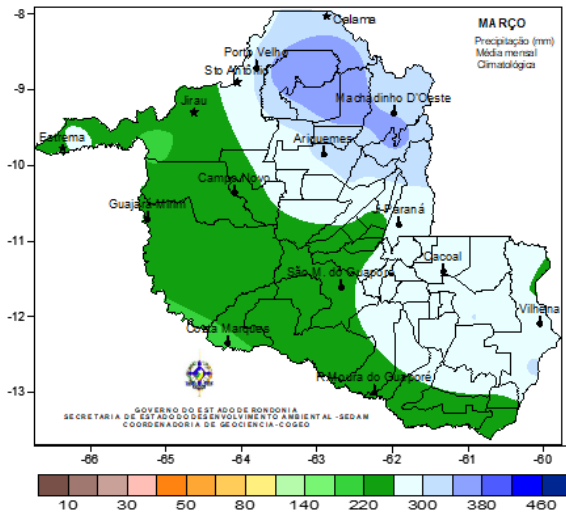 MARÇO
Precipitação (mm)
Média mensal
Climatológica
-8
-9
-10
-11
-12
-13
Calama
Porto Velho
Sto Antônio
Machadinho D'Oeste
Jirau
Extrema
Ariquemes
Campo Novo
Guajará-Mirim
J-Paraná
Cacoal
São M. do Guaporé
Vilhena
Costa Marques
P.Moura do Guaporé
GOVERNO DO ESTADO DE RONDONIA
SECRETARIA DE ESTADO DO DESENVOLVIMENTO AMBIENTAL -SEDAM
COORDENADORIA DE GEOCIENCIA-COGEO
-66 -65 -64 -63 -62 -61 -60
10 30 50 80 140 220 300 380 460